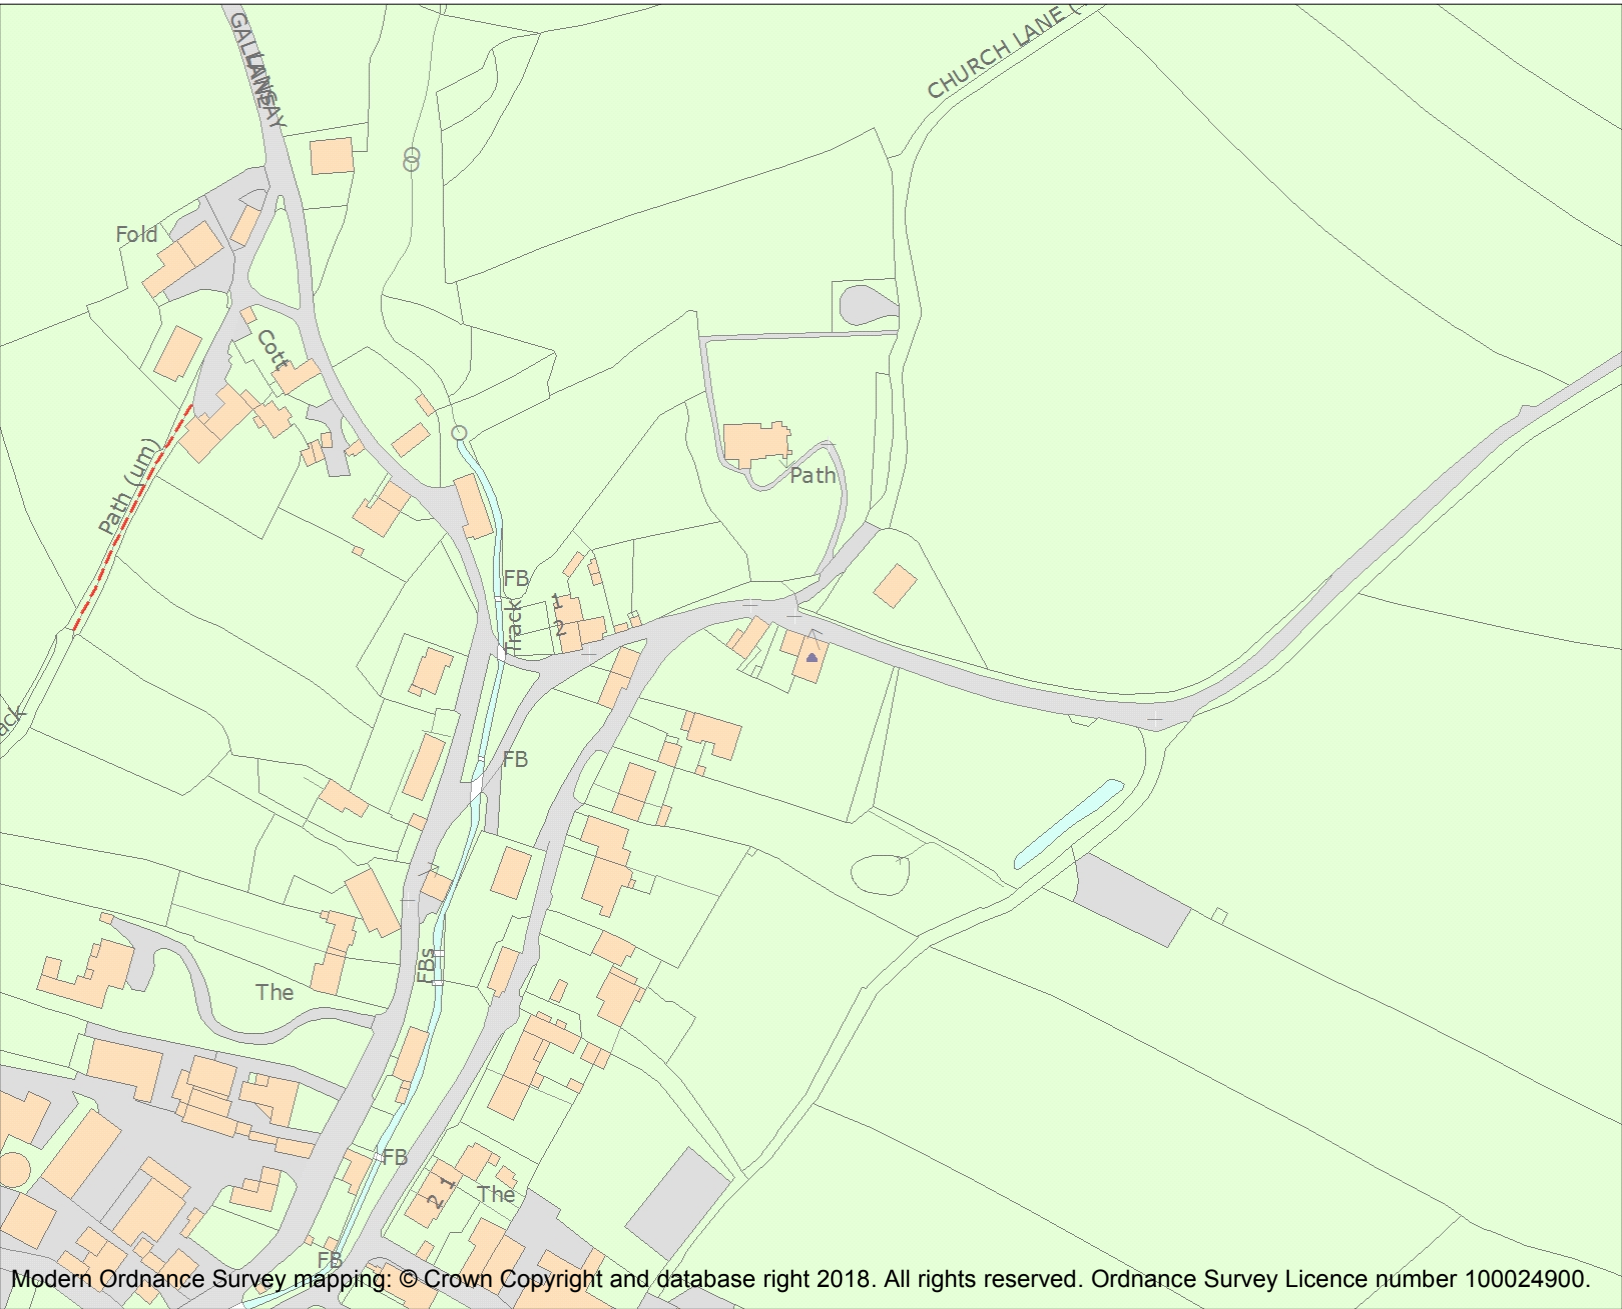 GALLANSAY
LANE
CHURCH LANE (
Fold
Cott
Path (um)
Path
FB
Track
1
2
FB
ack
FBs
The
FB
1
2
The
FB
Modern Ordnance Survey mapping: © Crown Copyright and database right 2018. All rights reserved. Ordnance Survey Licence number 100024900.